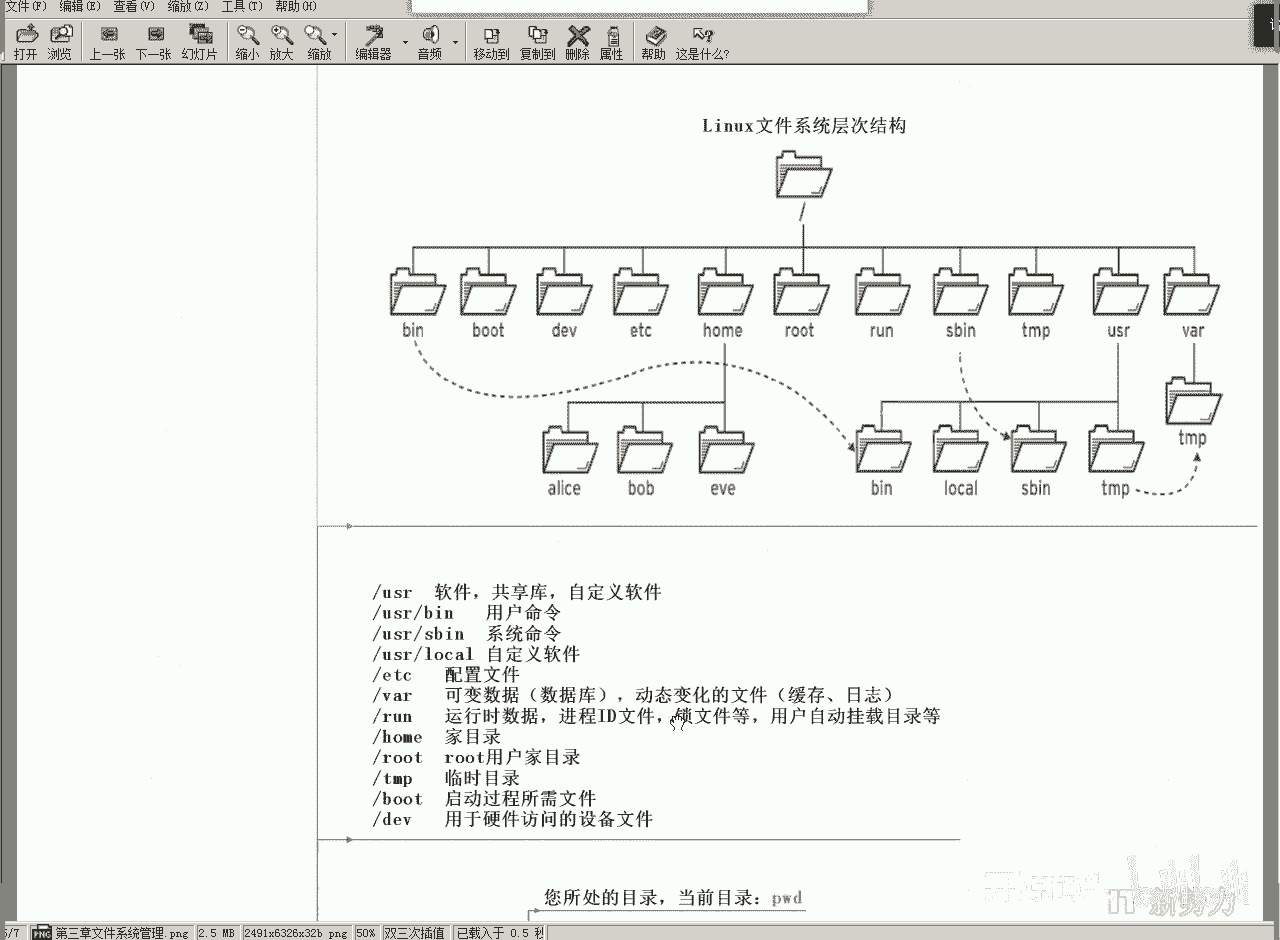 文件(F) 编辑(E) 查看(V) 缩放(Z) 工具(T) 帮助(H)
打开 浏览 上一张 下一张 幻灯片 缩小 放大 缩放 编辑器 音频 移动到 复制到 删除 属性 帮助 这是什么?
Linux文件系统层次结构
/
bin boot dev etc home root run sbin tmp usr var
tmp
alice bob eve bin local sbin tmp
/usr 软件，共享库，自定义软件
/usr/bin 用户命令
/usr/sbin 系统命令
/usr/local 自定义软件
/etc 配置文件
/var 可变数据（数据库），动态变化的文件（缓存、日志）
/run 运行时数据，进程ID文件，锁文件等，用户自动挂载目录等
/home 家目录
/root root用户家目录
/tmp 临时目录
/boot 启动过程所需文件
/dev 用于硬件访问的设备文件
您所处的目录，当前目录：pwd
IT 新势力
5/7 PNG 第三章文件系统管理.png 2.5 MB 2491x6326x32b png 50% 双三次插值 已载入于 0.5 秒